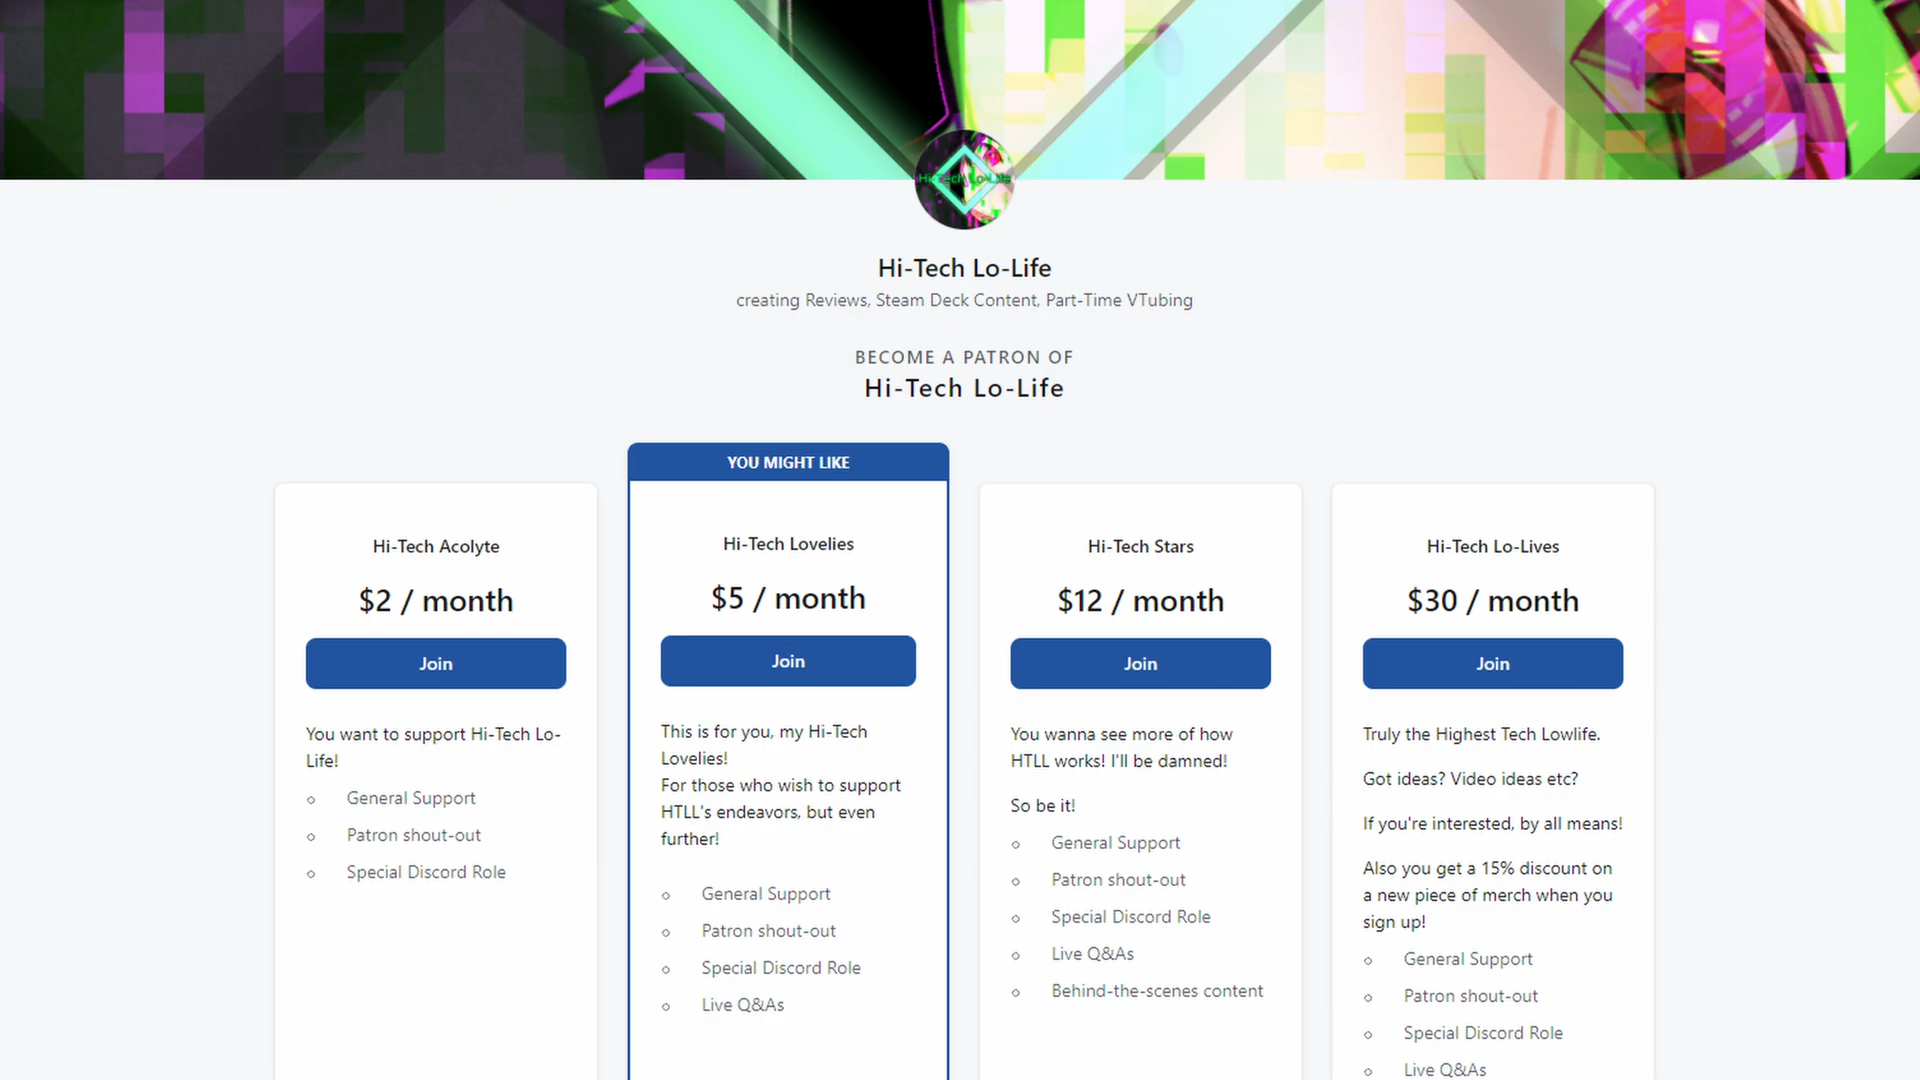 Hi-Tech Lo-Life
Hi-Tech Lo-Life
creating Reviews, Steam Deck Content, Part-Time VTubing
BECOME A PATRON OF
Hi-Tech Lo-Life
Hi-Tech Acolyte
$2 / month
Join
You want to support Hi-Tech Lo-
Life!
General Support
Patron shout-out
Special Discord Role
YOU MIGHT LIKE
Hi-Tech Lovelies
$5 / month
Join
This is for you, my Hi-Tech
Lovelies!
For those who wish to support
HTLL's endeavors, but even
further!
General Support
Patron shout-out
Special Discord Role
Live Q&As
Hi-Tech Stars
$12 / month
Join
You wanna see more of how
HTLL works! I'll be damned!
So be it!
General Support
Patron shout-out
Special Discord Role
Live Q&As
Behind-the-scenes content
Hi-Tech Lo-Lives
$30 / month
Join
Truly the Highest Tech Lowlife.
Got ideas? Video ideas etc?
If you're interested, by all means!
Also you get a 15% discount on
a new piece of merch when you
sign up!
General Support
Patron shout-out
Special Discord Role
Live Q&As